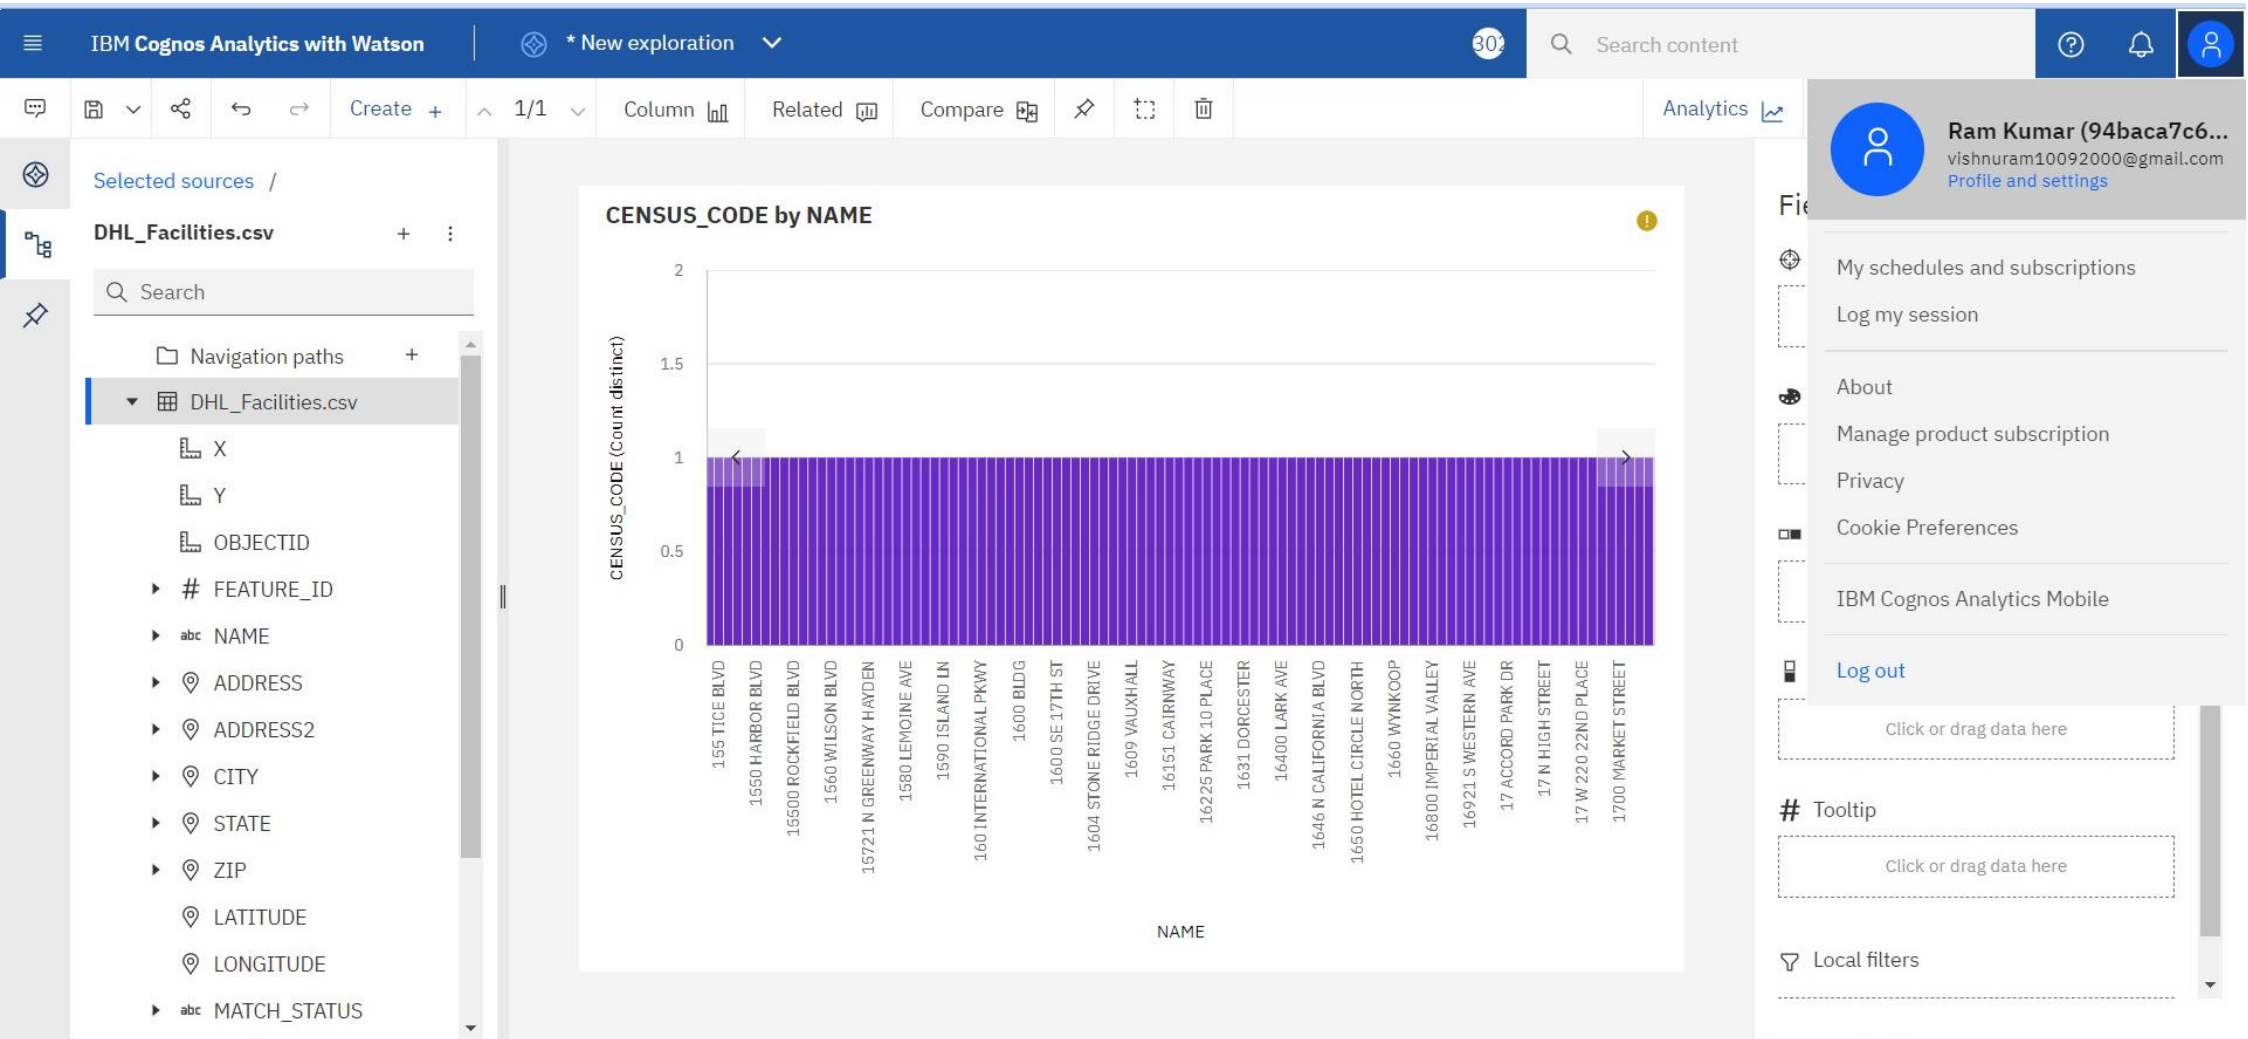 IBM Cognos Analytics with Watson
* New exploration
302
Search content
Create +
1/1
Column
Related
Compare
Analytics
Ram Kumar (94baca7c6...
vishnuram10092000@gmail.com
Profile and settings
My schedules and subscriptions
Log my session
About
Manage product subscription
Privacy
Cookie Preferences
IBM Cognos Analytics Mobile
Log out
Selected sources /
DHL_Facilities.csv
Search
Navigation paths
DHL_Facilities.csv
X
Y
OBJECTID
# FEATURE_ID
abc NAME
ADDRESS
ADDRESS2
CITY
STATE
ZIP
LATITUDE
LONGITUDE
abc MATCH_STATUS
CENSUS_CODE by NAME
CENSUS_CODE (Count distinct)
2
1.5
1
0.5
0
155 TICE BLVD
1550 HARBOR BLVD
15500 ROCKFIELD BLVD
1560 WILSON BLVD
15721 N GREENWAY HAYDEN
1580 LEMOINE AVE
1590 ISLAND LN
160 INTERNATIONAL PKWY
1600 BLDG
1600 SE 17TH ST
1604 STONE RIDGE DRIVE
1609 VAUXHALL
16151 CAIRNWAY
16225 PARK 10 PLACE
1631 DORCESTER
16400 LARK AVE
1646 N CALIFORNIA BLVD
1650 HOTEL CIRCLE NORTH
1660 WYNKOOP
16800 IMPERIAL VALLEY
16921 S WESTERN AVE
17 ACCORD PARK DR
17 N HIGH STREET
17 W 220 22ND PLACE
1700 MARKET STREET
NAME
Fie
Click or drag data here
# Tooltip
Click or drag data here
Local filters